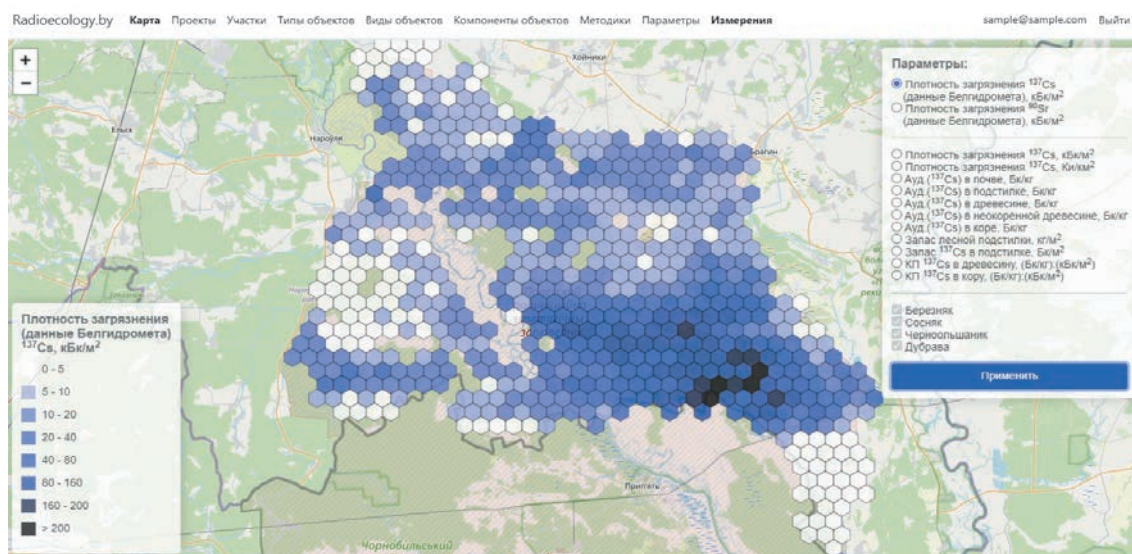 Radioecology.by Карта Проекты Участки Типы объектов Виды объектов Компоненты объектов Методики Параметры Измерения sample@sample.com Выйти
+
−
Хойники
Ельск
Нароўля
Брагин
Припять
Чорнобильський
Плотность загрязнения
(данные Белгидромета)
¹³⁷Cs, кБк/м²
0 - 5
5 - 10
10 - 20
20 - 40
40 - 80
80 - 160
160 - 200
> 200
Параметры:
Плотность загрязнения ¹³⁷Cs
(данные Белгидромета), кБк/м²
Плотность загрязнения ⁹⁰Sr
(данные Белгидромета), кБк/м²
Плотность загрязнения ¹³⁷Cs, кБк/м²
Плотность загрязнения ¹³⁷Cs, Ки/км²
Ауд.(¹³⁷Cs) в почве, Бк/кг
Ауд.(¹³⁷Cs) в подстилке, Бк/кг
Ауд.(¹³⁷Cs) в древесине, Бк/кг
Ауд.(¹³⁷Cs) в неокоренной древесине, Бк/кг
Ауд.(¹³⁷Cs) в коре, Бк/кг
Запас лесной подстилки, кг/м²
Запас ¹³⁷Cs в подстилке, Бк/м²
КП ¹³⁷Cs в древесину, (Бк/кг):(кБк/м²)
КП ¹³⁷Cs в кору, (Бк/кг):(кБк/м²)
Березняк
Сосняк
Черноольшаник
Дубрава
Применить